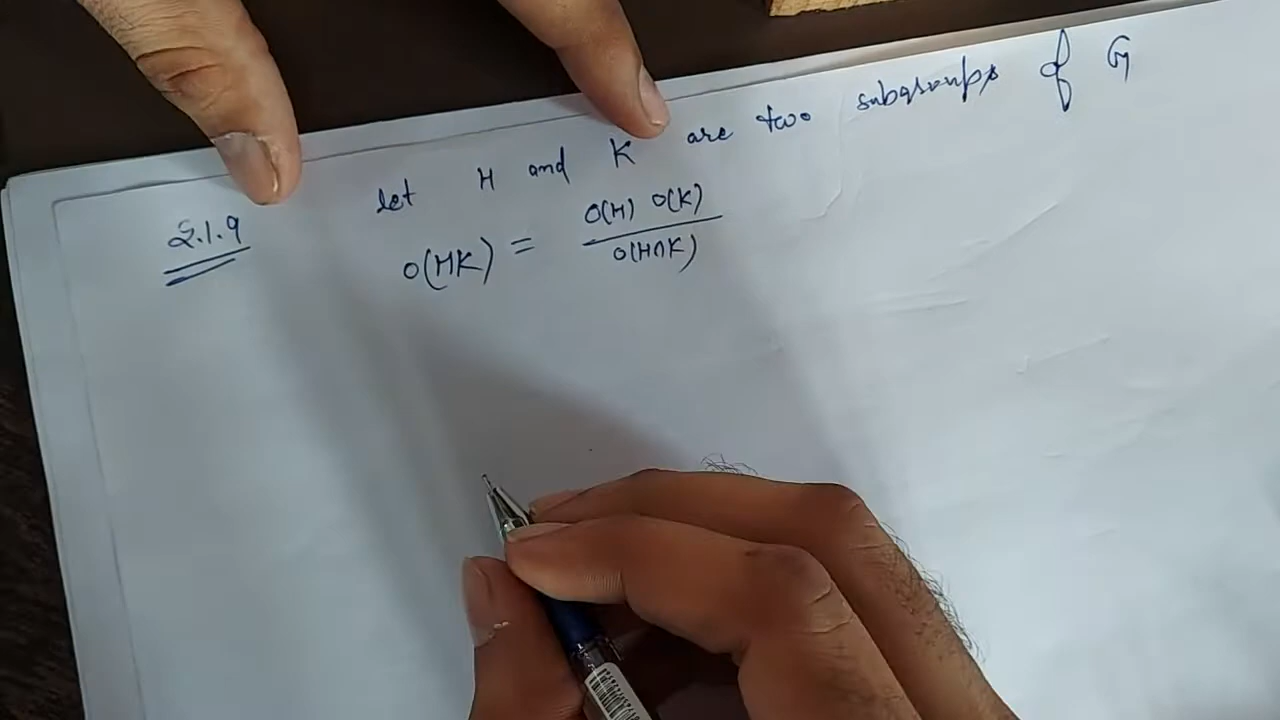 let H and K are two subgroups of G
2.1.9
O(HK) = O(H) O(K) / O(H∩K)